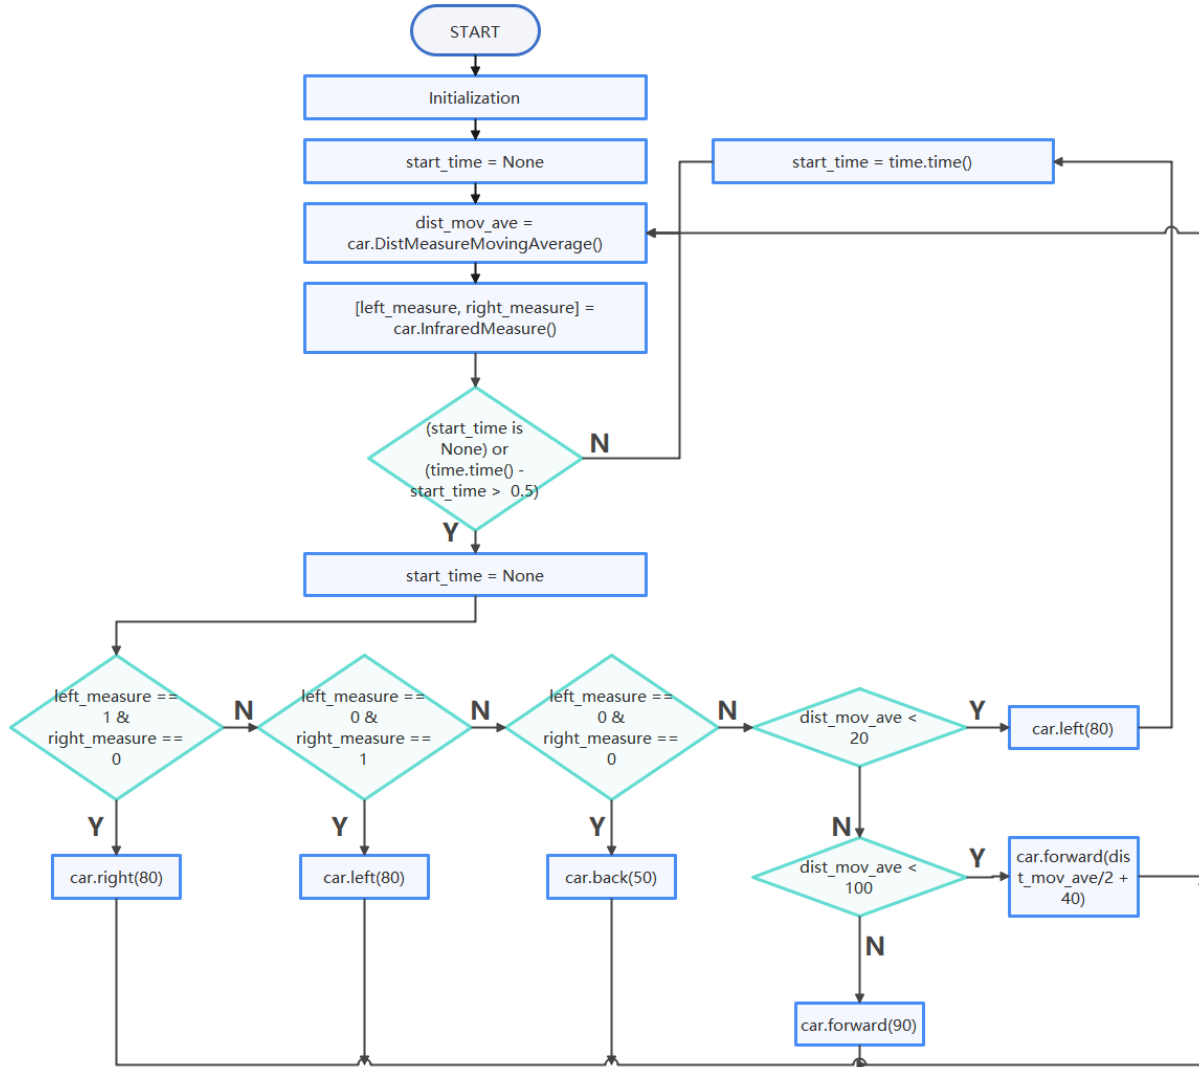 START
Initialization
start_time = None
start_time = time.time()
dist_mov_ave =
car.DistMeasureMovingAverage()
[left_measure, right_measure] =
car.InfraredMeasure()
(start_time is
None) or
(time.time() -
start_time > 0.5)
N
Y
start_time = None
left_measure ==
1 &
right_measure ==
0
N
left_measure ==
0 &
right_measure ==
1
N
left_measure ==
0 &
right_measure ==
0
N
dist_mov_ave <
20
Y
car.left(80)
Y
Y
Y
N
car.right(80)
car.left(80)
car.back(50)
dist_mov_ave <
100
Y
car.forward(dis
t_mov_ave/2 +
40)
N
car.forward(90)